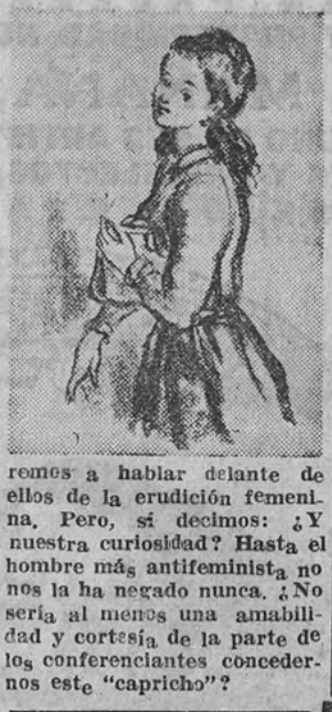 remos a hablar delante de
ellos de la erudición femeni-
na. Pero, sí decimos: ¿Y
nuestra curiosidad? Hasta el
hombre más antifeminista no
nos la ha negado nunca. ¿No
sería al menos una amabili-
dad y cortesía de la parte de
los conferenciantes conceder-
nos este "capricho"?